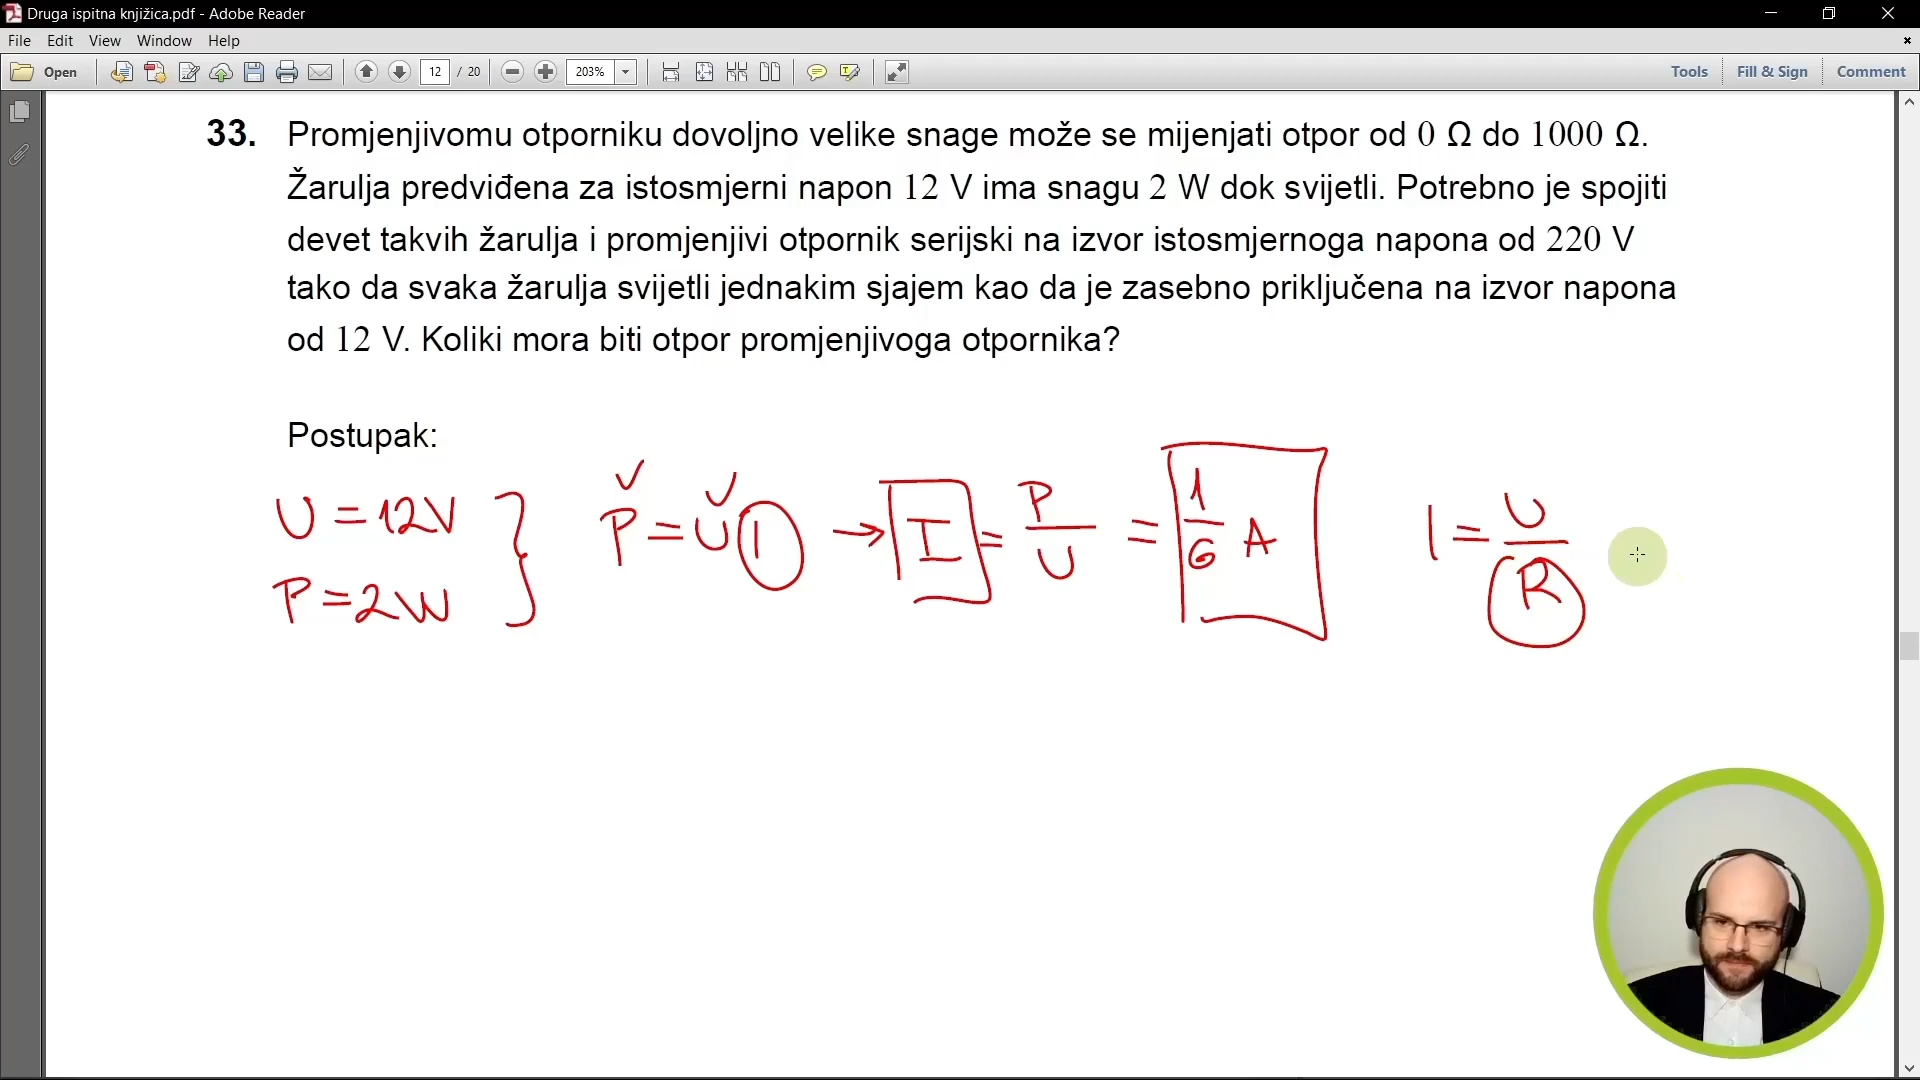 Druga ispitna knjižica.pdf - Adobe Reader
File Edit View Window Help
Open 12 / 20 203% Tools Fill & Sign Comment
33. Promjenjivomu otporniku dovoljno velike snage može se mijenjati otpor od 0 Ω do 1000 Ω.
Žarulja predviđena za istosmjerni napon 12 V ima snagu 2 W dok svijetli. Potrebno je spojiti
devet takvih žarulja i promjenjivi otpornik serijski na izvor istosmjernoga napona od 220 V
tako da svaka žarulja svijetli jednakim sjajem kao da je zasebno priključena na izvor napona
od 12 V. Koliki mora biti otpor promjenjivoga otpornika?
Postupak:
U = 12V } P = U I → I = P/U = 1/6 A I = U/R
P = 2W